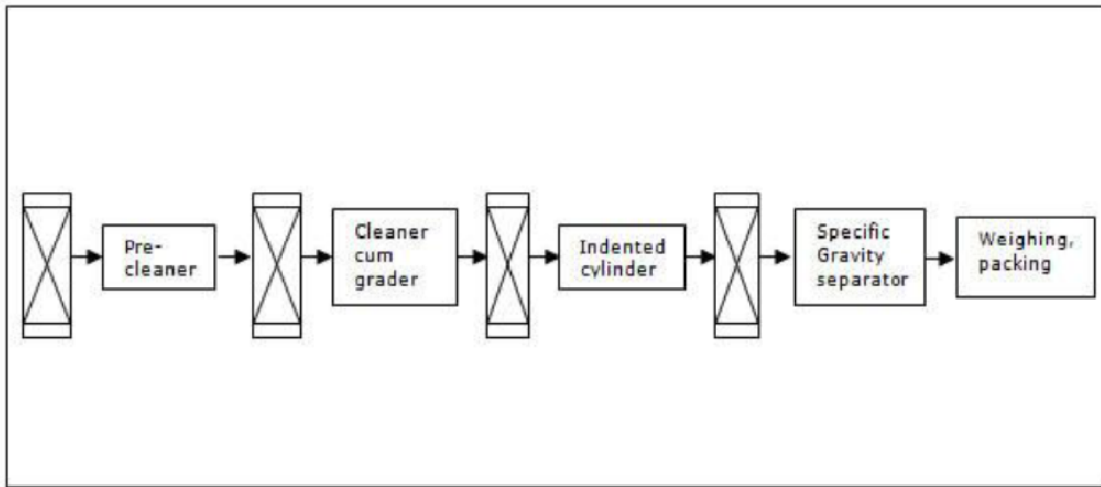 Pre-
cleaner
Cleaner
cum
grader
Indented
cylinder
Specific
Gravity
separator
Weighing,
packing